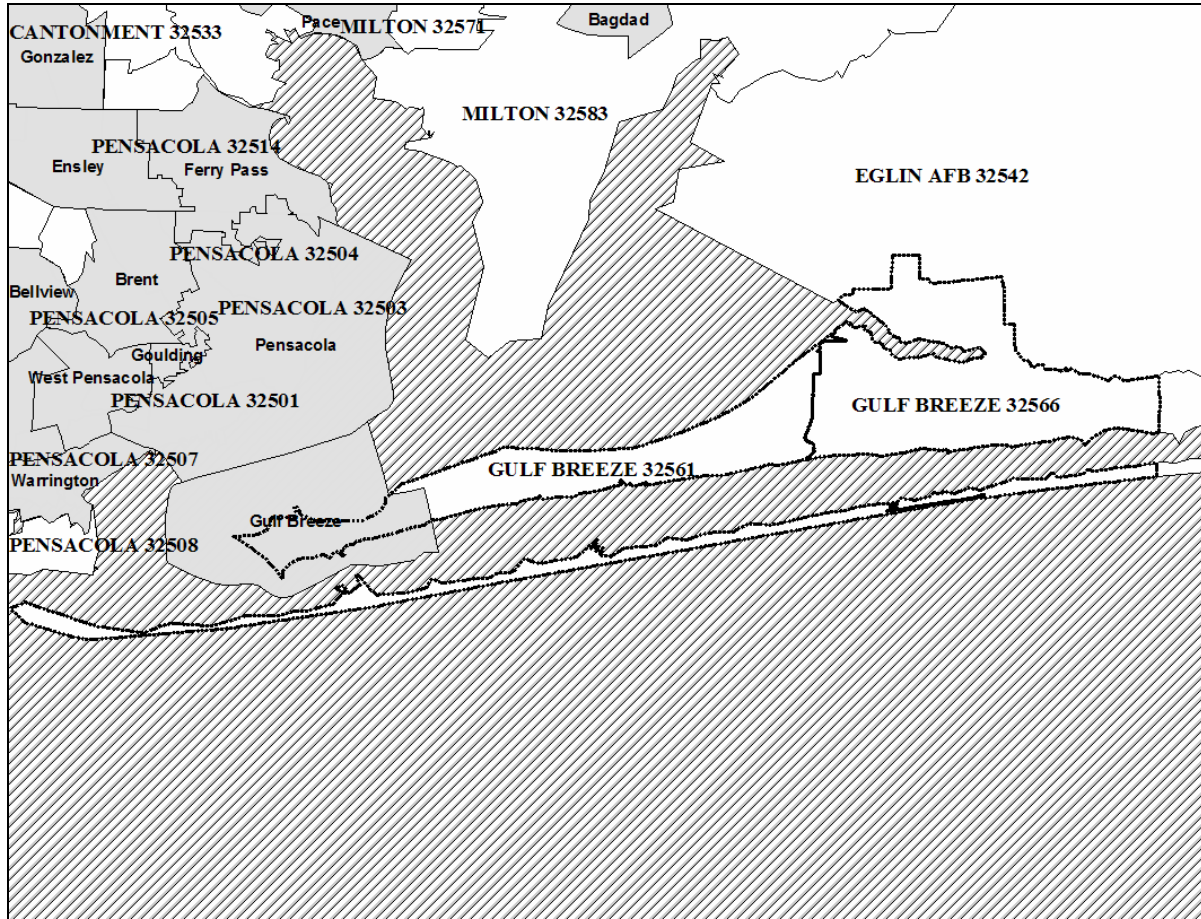 Pace
MILTON 32571
Bagdad
CANTONMENT 32533
Gonzalez
MILTON 32583
PENSACOLA 32514
Ensley
Ferry Pass
EGLIN AFB 32542
PENSACOLA 32504
Brent
Bellview
PENSACOLA 32503
PENSACOLA 32505
Goulding
Pensacola
West Pensacola
PENSACOLA 32501
GULF BREEZE 32566
PENSACOLA 32507
Warrington
GULF BREEZE 32561
Gulf Breeze
PENSACOLA 32508